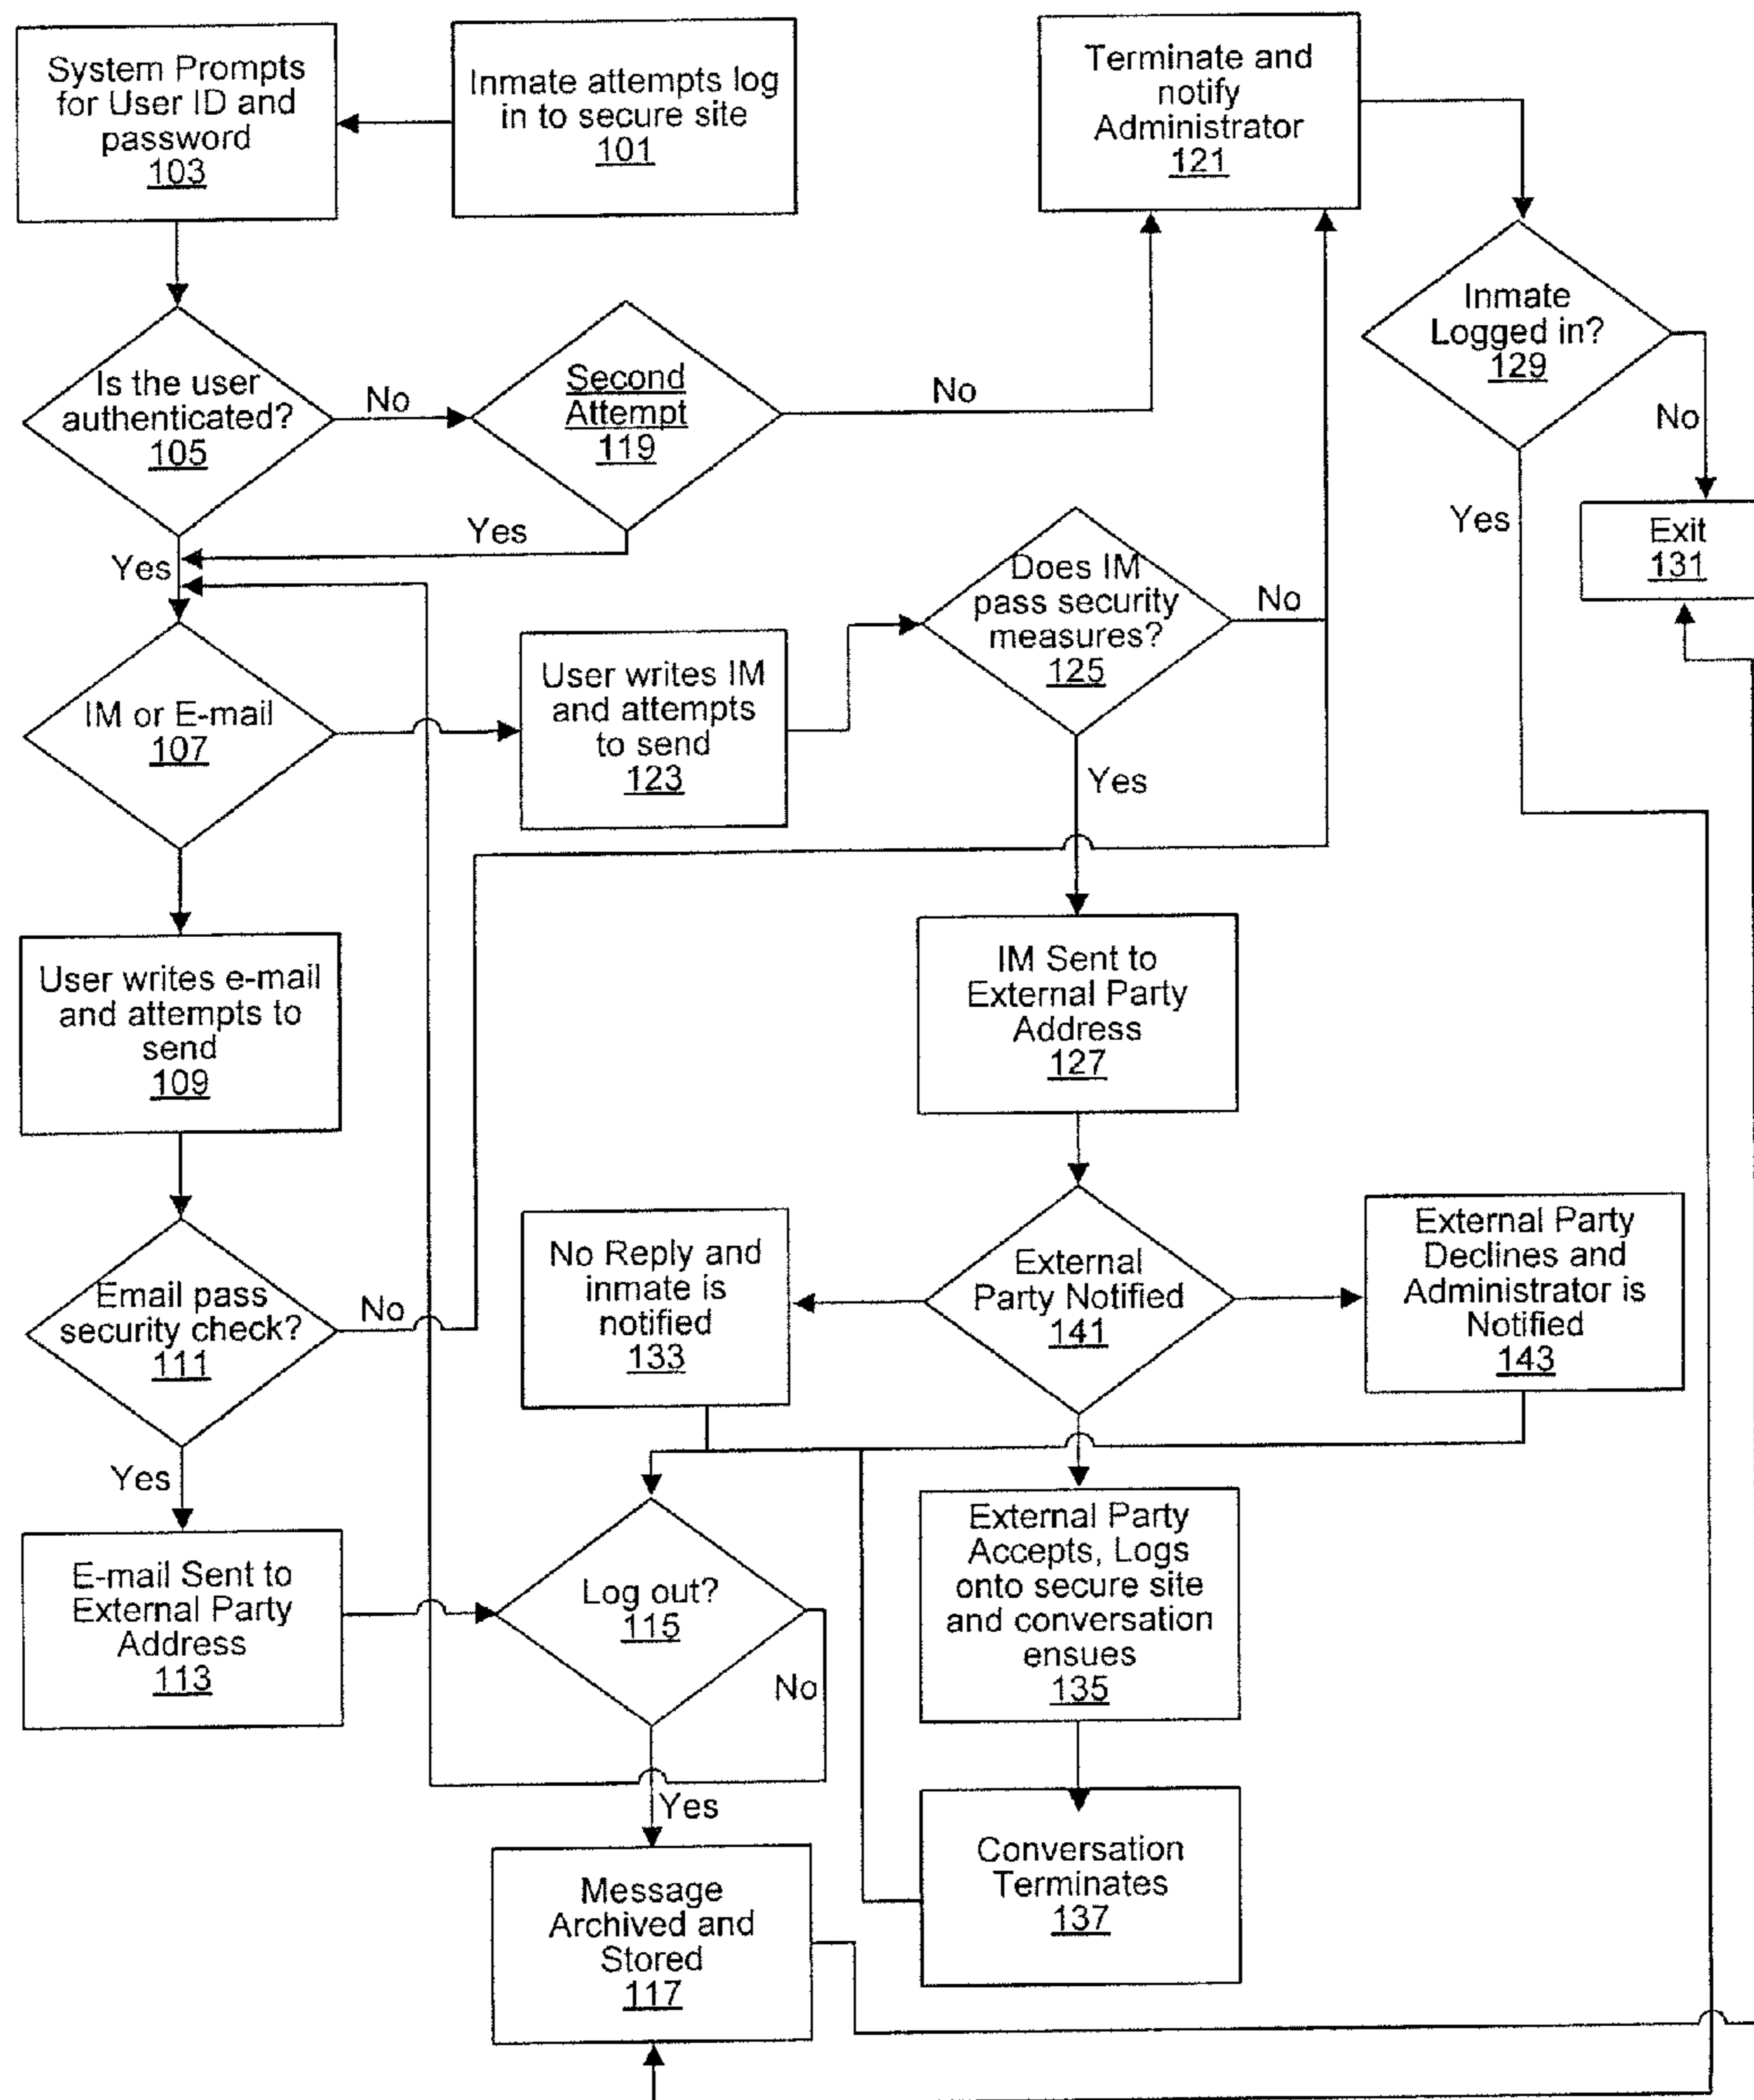 System Prompts
for User ID and
password
103
Inmate attempts log
in to secure site
101
Terminate and
notify
Administrator
121
Is the user
authenticated?
105
No
Second
Attempt
119
No
Inmate
Logged in?
129
No
Yes
Exit
131
Yes
Yes
IM or E-mail
107
User writes IM
and attempts
to send
123
Does IM
pass security
measures?
125
No
Yes
User writes e-mail
and attempts to
send
109
IM Sent to
External Party
Address
127
Email pass
security check?
111
No
Yes
No Reply and
inmate is
notified
133
External
Party Notified
141
External Party
Declines and
Administrator is
Notified
143
E-mail Sent to
External Party
Address
113
Log out?
115
No
Yes
External Party
Accepts, Logs
onto secure site
and conversation
ensues
135
Message
Archived and
Stored
117
Conversation
Terminates
137